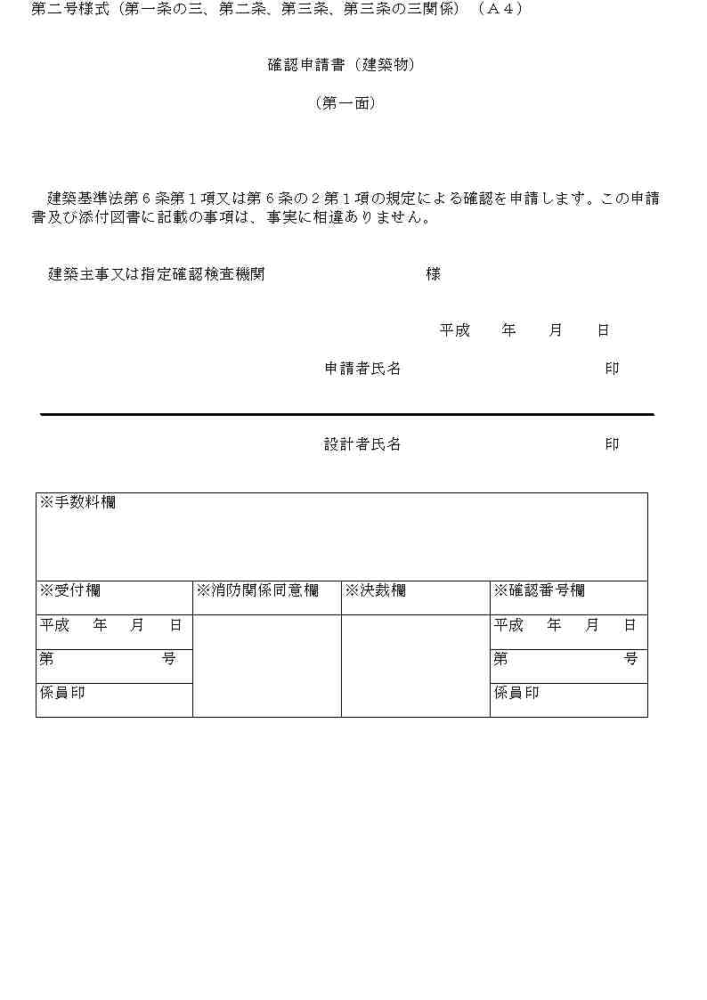 第二号様式（第一条の三、第二条、第三条、第三条の三関係）（Ａ４）
確認申請書（建築物）
（第一面）
建築基準法第６条第１項又は第６条の２第１項の規定による確認を申請します。この申請
書及び添付図書に記載の事項は、事実に相違ありません。
建築主事又は指定確認検査機関　　　　　　　　　　様
平成　　年　　月　　日
申請者氏名　　　　　　　　　　　　　印
設計者氏名　　　　　　　　　　　　　印
※手数料欄
※受付欄　※消防関係同意欄　※決裁欄　※確認番号欄
平成　年　月　日　平成　年　月　日
第　　　　　　　号　第　　　　　　　号
係員印　係員印